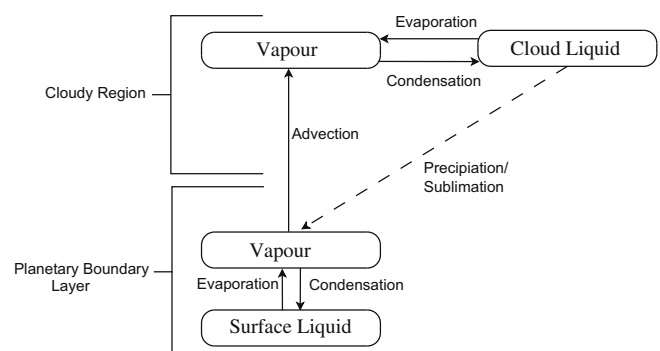 Evaporation
Vapour
Cloud Liquid
Condensation
Cloudy Region
Advection
Precipiation/
Sublimation
Vapour
Planetary Boundary
Layer
Evaporation
Condensation
Surface Liquid